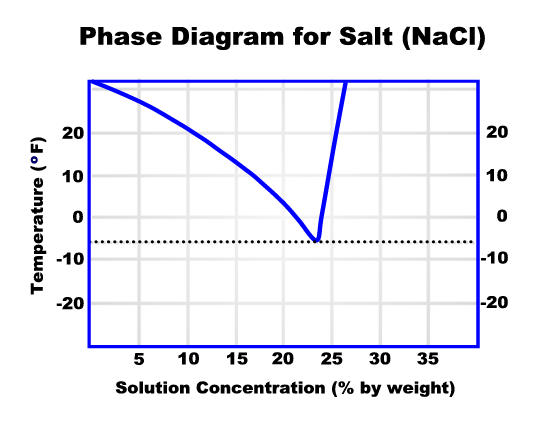 Phase Diagram for Salt (NaCl)
Temperature (°F)
20
10
0
-10
-20
20
10
0
-10
-20
5 10 15 20 25 30 35
Solution Concentration (% by weight)